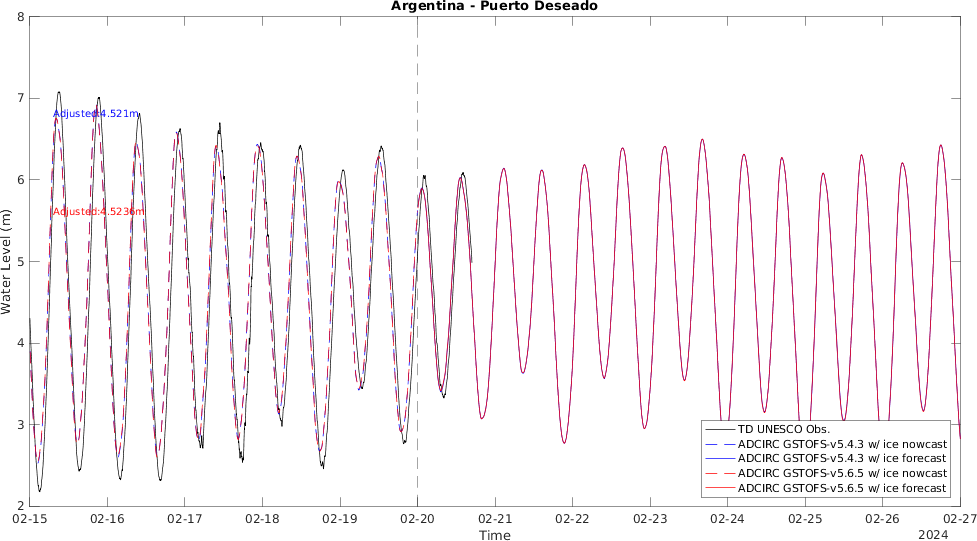 Argentina - Puerto Deseado
8
7
6
5
4
3
2
Water Level (m)
Adjusted:4.521m
Adjusted:4.5236m
TD UNESCO Obs.
ADCIRC GSTOFS-v5.4.3 w/ ice nowcast
ADCIRC GSTOFS-v5.4.3 w/ ice forecast
ADCIRC GSTOFS-v5.6.5 w/ ice nowcast
ADCIRC GSTOFS-v5.6.5 w/ ice forecast
02-15 02-16 02-17 02-18 02-19 02-20 02-21 02-22 02-23 02-24 02-25 02-26 02-27
Time
2024